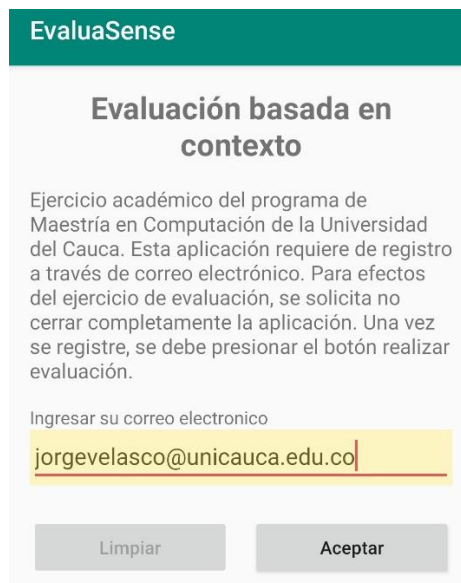 EvaluaSense
Evaluación basada en
contexto
Ejercicio académico del programa de
Maestría en Computación de la Universidad
del Cauca. Esta aplicación requiere de registro
a través de correo electrónico. Para efectos
del ejercicio de evaluación, se solicita no
cerrar completamente la aplicación. Una vez
se registre, se debe presionar el botón realizar
evaluación.
Ingresar su correo electronico
jorgevelasco@unicauca.edu.co
Limpiar Aceptar